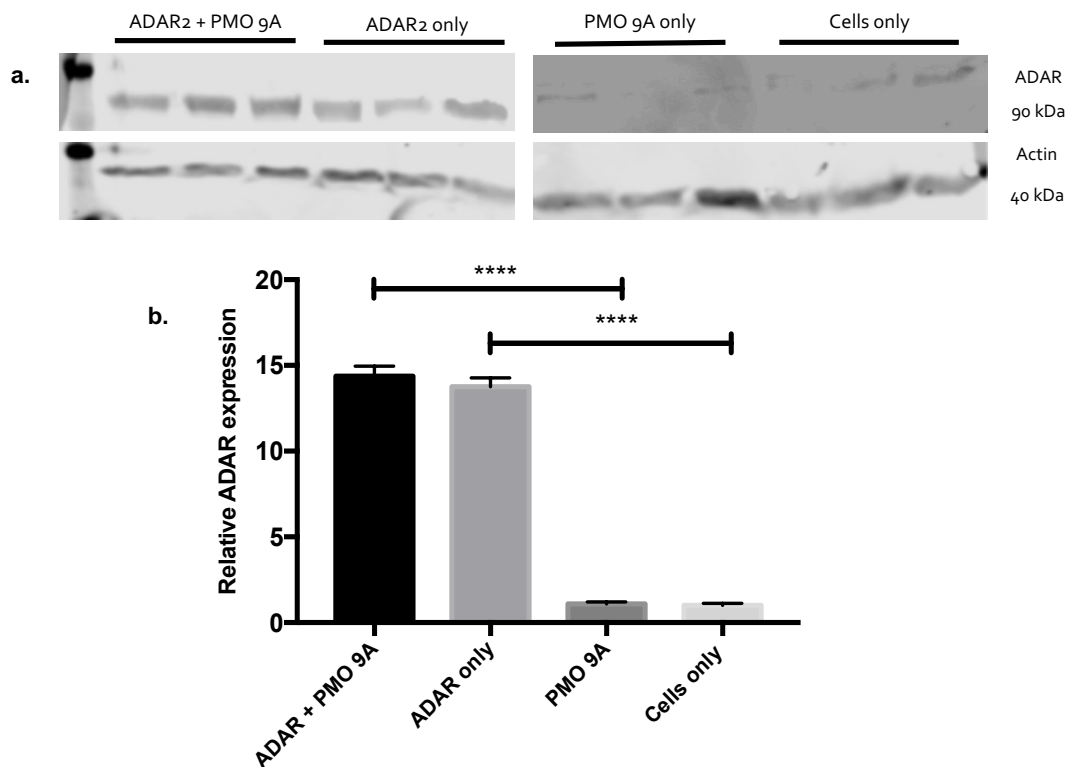 ADAR2 + PMO 9A
ADAR2 only
PMO 9A only
Cells only
a.
ADAR
90 kDa
Actin
40 kDa
b.
Relative ADAR expression
20
15
10
5
0
****
****
ADAR + PMO 9A
ADAR only
PMO 9A
Cells only